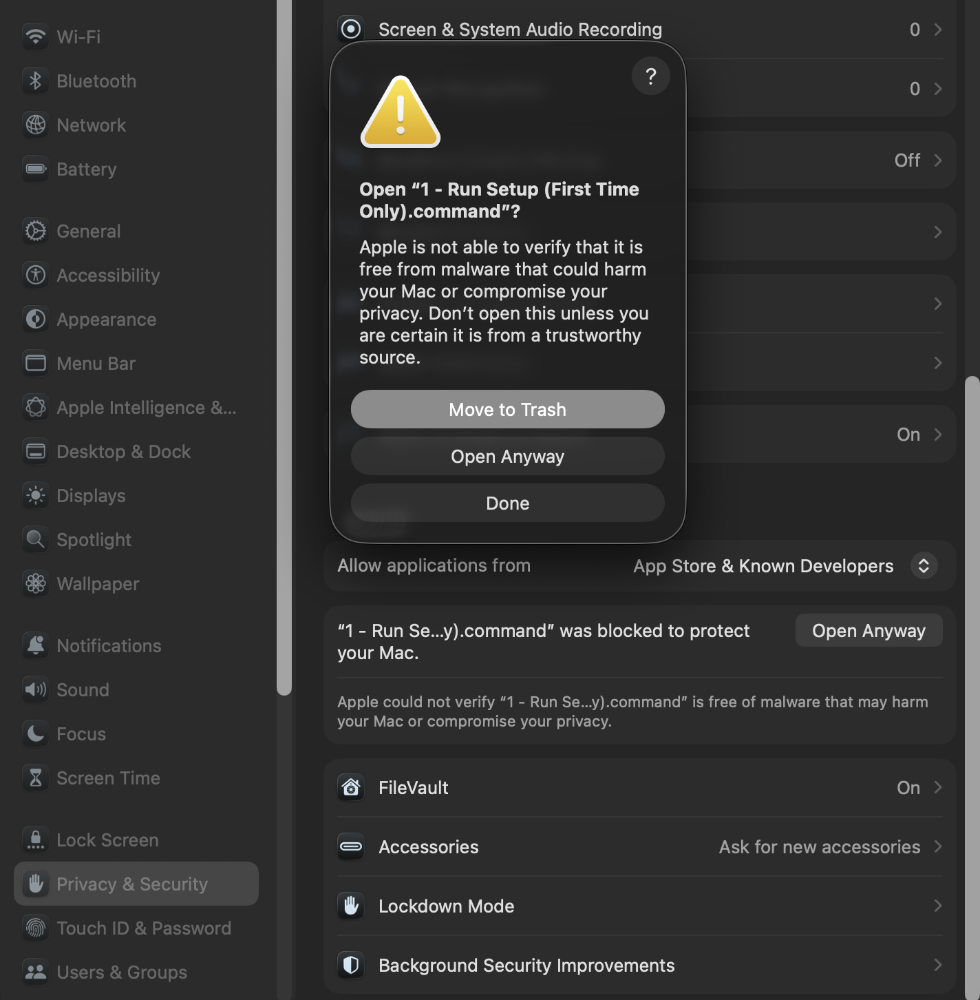 Wi-Fi
Bluetooth
Network
Battery
General
Accessibility
Appearance
Menu Bar
Apple Intelligence &...
Desktop & Dock
Displays
Spotlight
Wallpaper
Notifications
Sound
Focus
Screen Time
Lock Screen
Privacy & Security
Touch ID & Password
Users & Groups
Screen & System Audio Recording 0
0
Off
On
?
Open “1 - Run Setup (First Time
Only).command”?
Apple is not able to verify that it is
free from malware that could harm
your Mac or compromise your
privacy. Don’t open this unless you
are certain it is from a trustworthy
source.
Move to Trash
Open Anyway
Done
Allow applications from App Store & Known Developers
“1 - Run Se...y).command” was blocked to protect
your Mac.
Open Anyway
Apple could not verify “1 - Run Se...y).command” is free of malware that may harm
your Mac or compromise your privacy.
FileVault On
Accessories Ask for new accessories
Lockdown Mode
Background Security Improvements